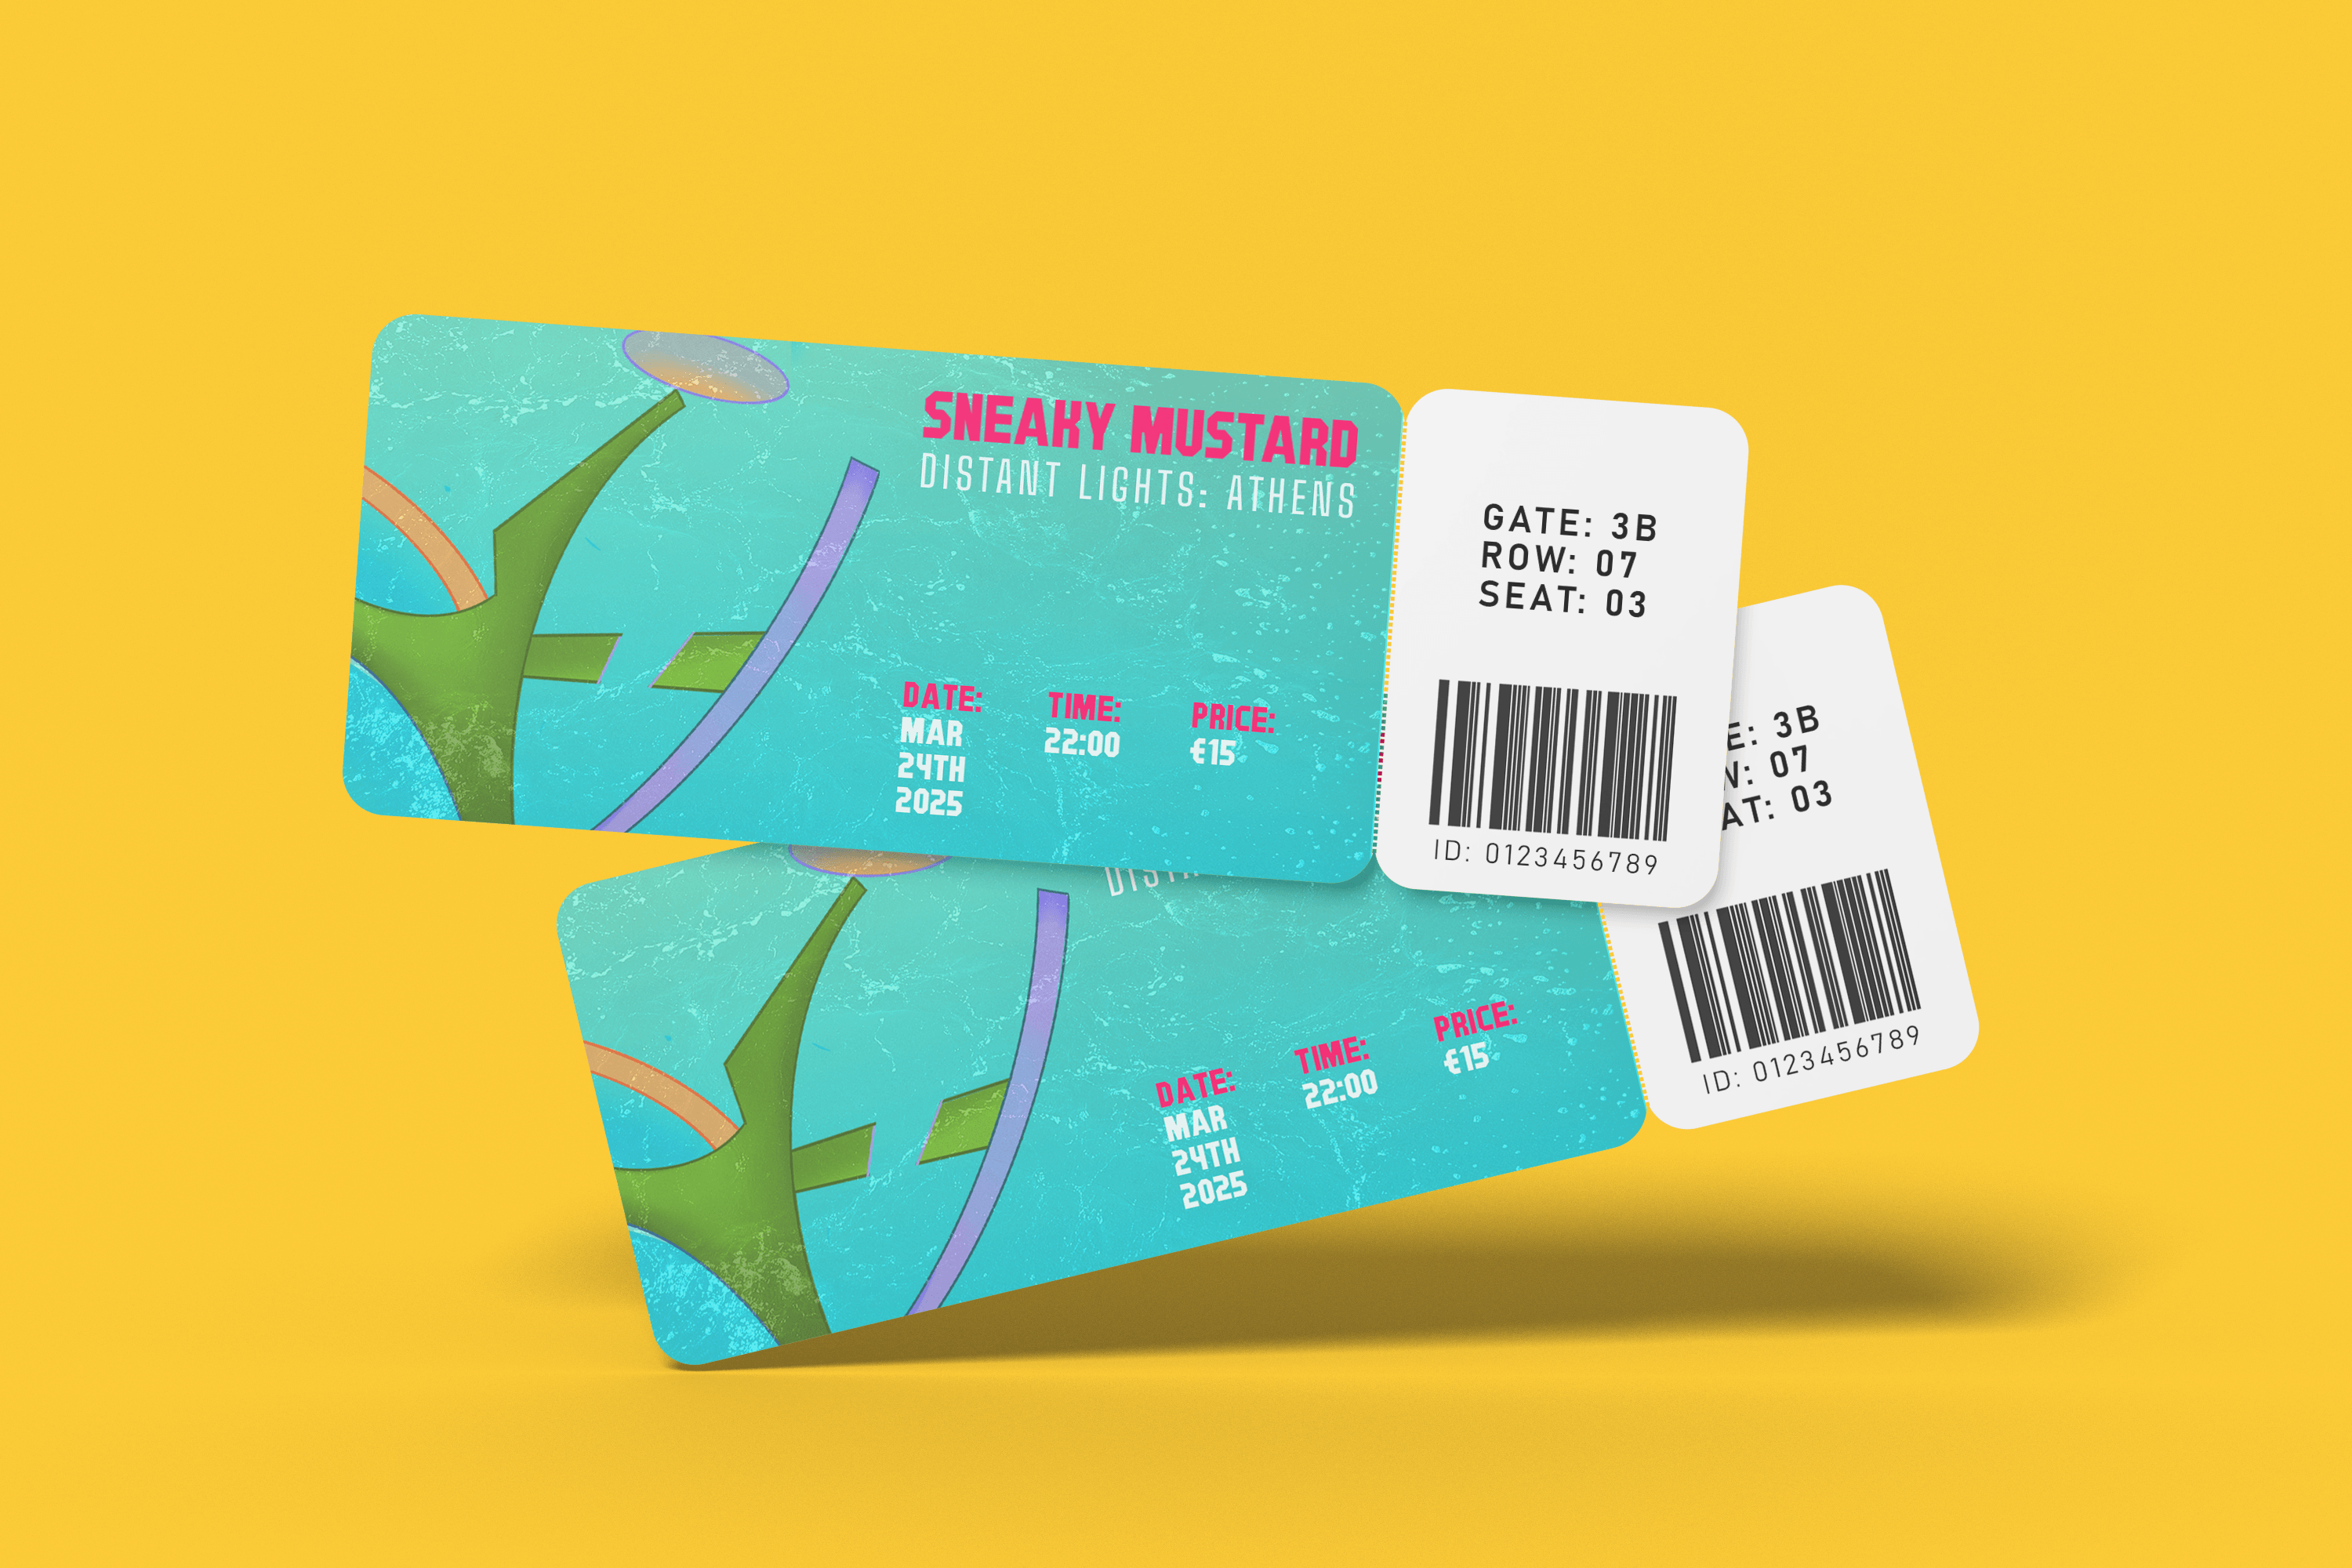 SNEAKY MUSTARD
DISTANT LIGHTS: ATHENS
DATE:
MAR
24TH
2025
TIME:
22:00
PRICE:
€15
GATE: 3B
ROW: 07
SEAT: 03
ID: 0123456789
E: 3B
W: 07
AT: 03
ID: 0123456789
DATE:
MAR
24TH
2025
TIME:
22:00
PRICE:
€15